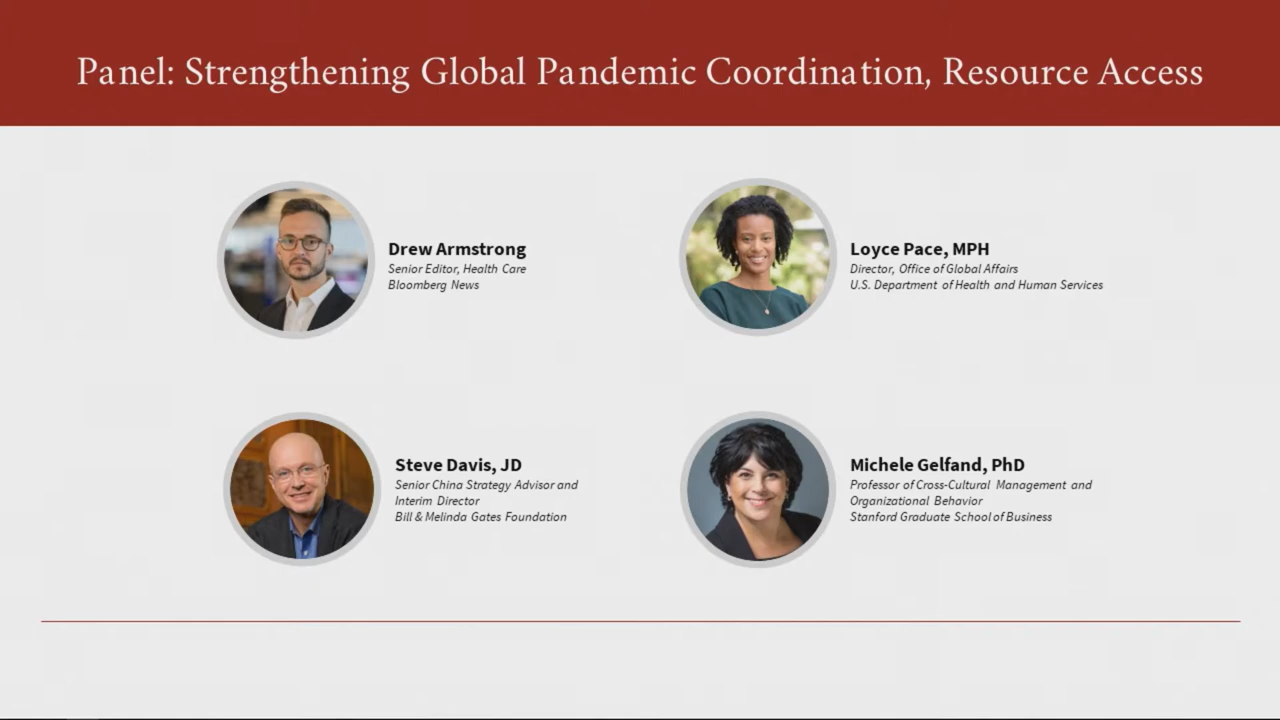 Panel: Strengthening Global Pandemic Coordination, Resource Access
Drew Armstrong
Senior Editor, Health Care
Bloomberg News
Loyce Pace, MPH
Director, Office of Global Affairs
U.S. Department of Health and Human Services
Steve Davis, JD
Senior China Strategy Advisor and
Interim Director
Bill & Melinda Gates Foundation
Michele Gelfand, PhD
Professor of Cross-Cultural Management and
Organizational Behavior
Stanford Graduate School of Business